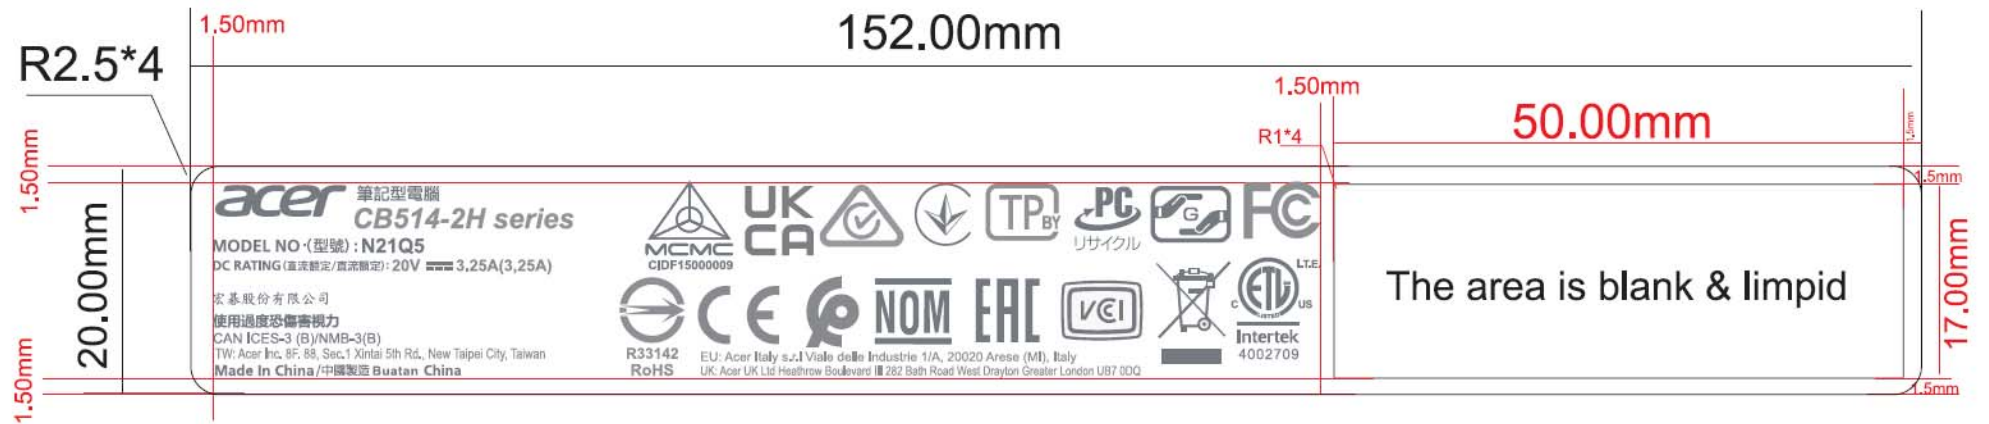 1.50mm
152.00mm
R2.5*4
1.50mm
50.00mm
1.5mm
R1*4
1.50mm
1.5mm
acer 筆記型電腦
CB514-2H series
MODEL NO·(型號) : N21Q5
DC RATING (直流額定/直流額定): 20V 3,25A(3,25A)
宏碁股份有限公司
使用過度恐傷害視力
CAN ICES-3 (B)/NMB-3(B)
TW: Acer Inc. 8F. 88, Sec.1 Xintai 5th Rd., New Taipei City, Taiwan
Made In China/中國製造 Buatan China
MCMC
CIDF15000009
UK
CA
TP BY
PC
リサイクル
G
FC
R33142
RoHS
CE
NOM
EAC
VCI
L.T.E.
C ETL US
LISTED
Intertek
4002709
EU: Acer Italy s.r.l Viale delle Industrie 1/A, 20020 Arese (MI), Italy
UK: Acer UK Ltd Heathrow Boulevard III 282 Bath Road West Drayton Greater London UB7 0DQ
The area is blank & limpid
20.00mm
17.00mm
1.50mm
1.5mm